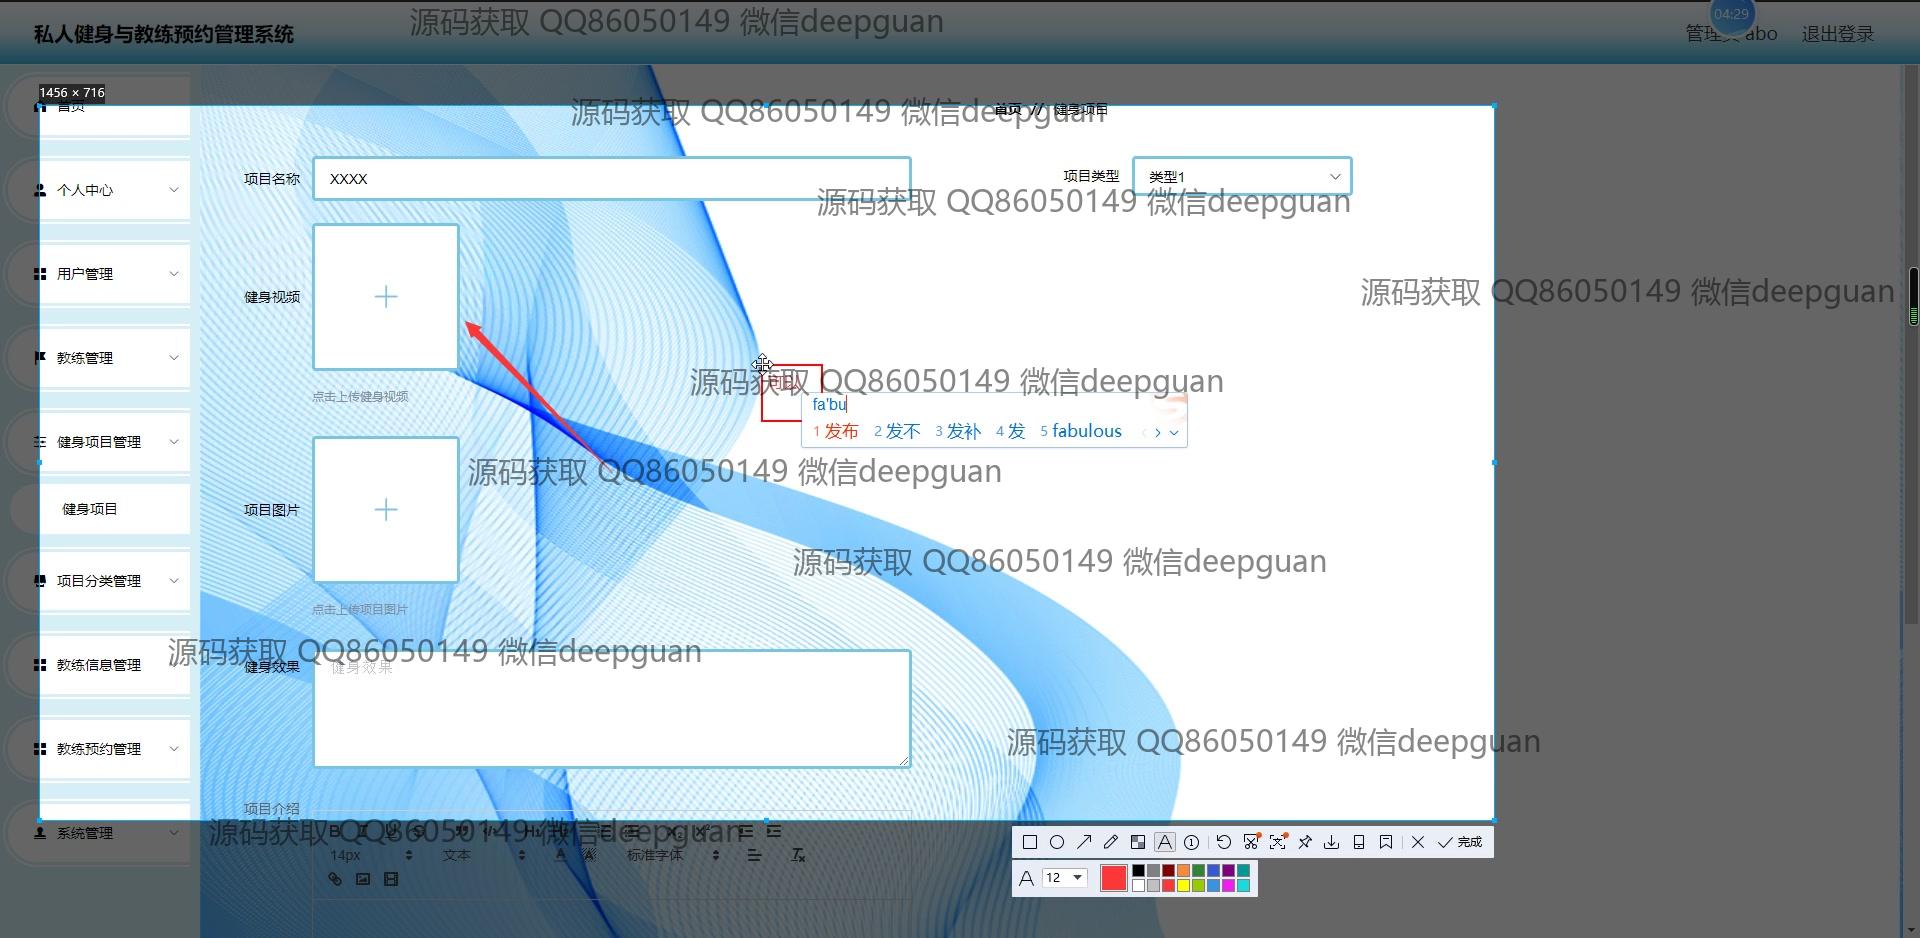 源码获取 QQ86050149 微信deepguan
04:29
私人健身与教练预约管理系统
abo 退出登录
1456 × 716
首页
源码获取 QQ86050149 微信deepguan
首页 // 健身项目
个人中心
项目名称 XXXX
项目类型 类型1
源码获取 QQ86050149 微信deepguan
用户管理
健身视频
源码获取 QQ86050149 微信deepguan
教练管理
源码获取 QQ86050149 微信deepguan
点击上传健身视频
fa'bu
1 发布 2 发不 3 发补 4 发 5 fabulous
健身项目管理
源码获取 QQ86050149 微信deepguan
健身项目
项目图片
源码获取 QQ86050149 微信deepguan
项目分类管理
点击上传项目图片
源码获取 QQ86050149 微信deepguan
教练信息管理
健身效果 健身效果
源码获取 QQ86050149 微信deepguan
教练预约管理
项目介绍
系统管理
源码获取 QQ86050149 微信deepguan
完成
14px 文本 标准字体
12